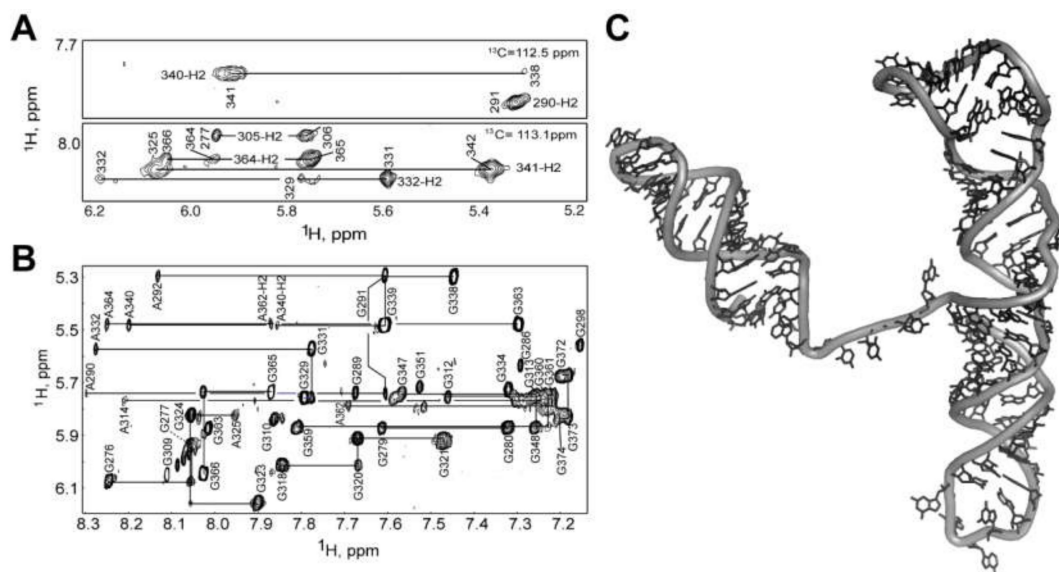 A
C
7.7
¹³C=112.5 ppm
340-H2
338
341
291
290-H2
8.0
¹³C= 113.1ppm
325
366
364
277
305-H2
306
365
342
332
364-H2
331
341-H2
329
332-H2
¹H, ppm
6.2
6.0
5.8
5.6
5.4
5.2
¹H, ppm
B
5.3
5.5
5.7
5.9
6.1
¹H, ppm
A332
A364
A340
A292
A362-H2
A340-H2
G291
G339
G338
G363
G298
G331
G286
A290
G365
G329
G289
G347
G351
G312
G334
G313
G360
G361
G372
A314
G277
G324
G363
A325
G310
G359
A362
G279
G321
G280
G348
G374
G373
G276
G309
G366
G323
G318
G320
8.3
8.2
8.1
8.0
7.9
7.8
7.7
7.6
7.5
7.4
7.3
7.2
¹H, ppm